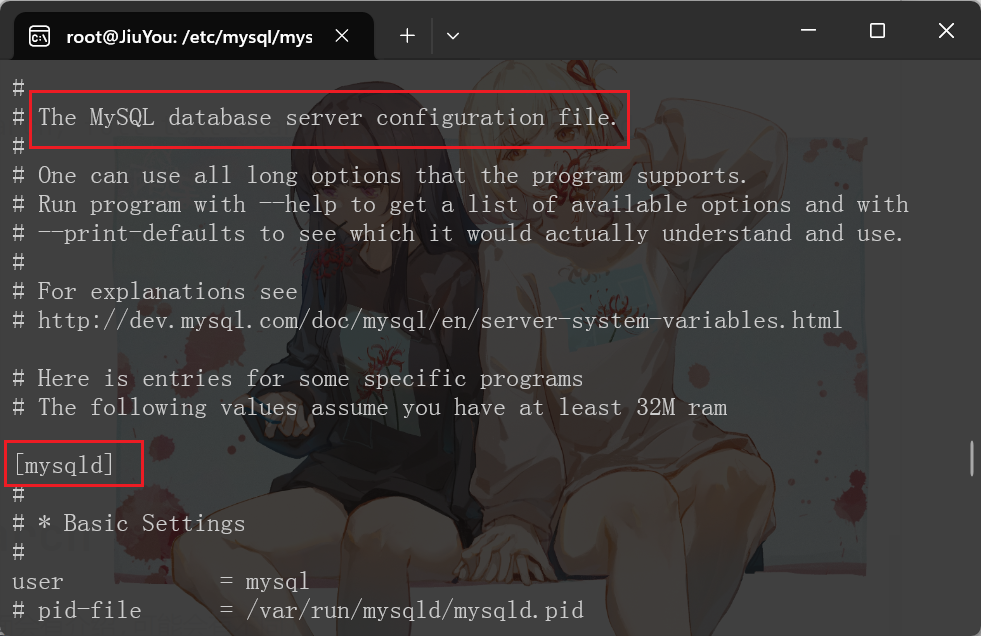 root@JiuYou: /etc/mysql/mys
#
# The MySQL database server configuration file.
#
# One can use all long options that the program supports.
# Run program with --help to get a list of available options and with
# --print-defaults to see which it would actually understand and use.
#
# For explanations see
# http://dev.mysql.com/doc/mysql/en/server-system-variables.html
# Here is entries for some specific programs
# The following values assume you have at least 32M ram
[mysqld]
#
# * Basic Settings
#
user = mysql
# pid-file = /var/run/mysqld/mysqld.pid